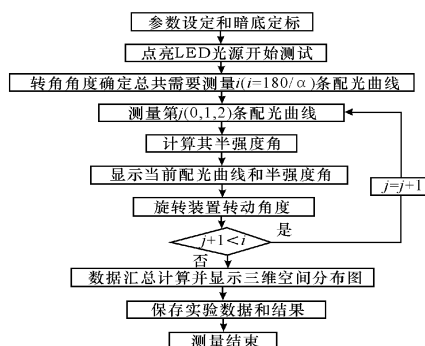 参数设定和暗底定标
点亮LED光源开始测试
转角角度确定总共需要测量i(i=180/α)条配光曲线
测量第j(0,1,2)条配光曲线
计算其半强度角
显示当前配光曲线和半强度角
j=j+1
旋转装置转动角度
是
j+1<i
否
数据汇总计算并显示三维空间分布图
保存实验数据和结果
测量结束